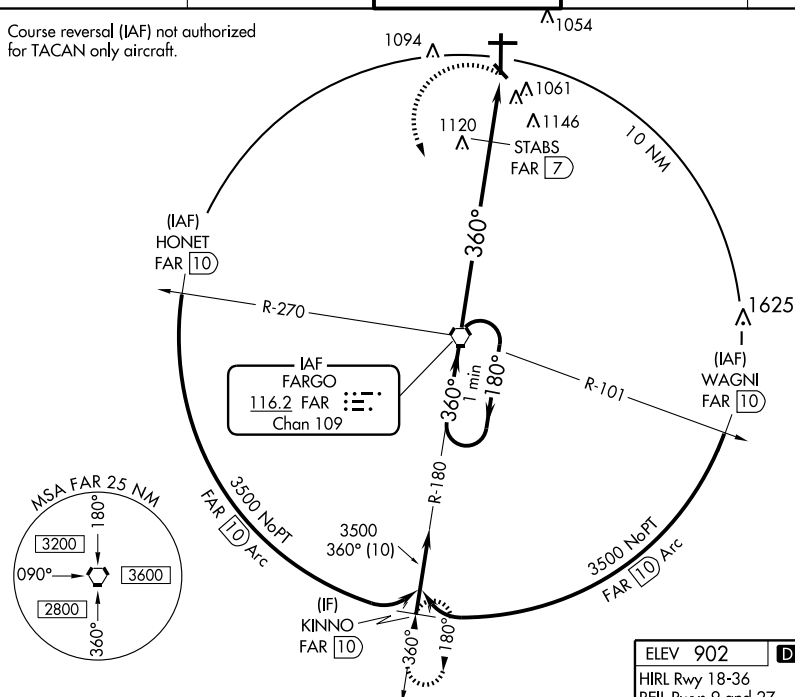 Course reversal (IAF) not authorized
for TACAN only aircraft.
1054
1094
1061
1146
1120
STABS
FAR 7
10 NM
360°
(IAF)
HONET
FAR 10
R-270
1625
(IAF)
WAGNI
FAR 10
R-101
IAF
FARGO
116.2 FAR
Chan 109
360°
1 min
180°
R-180
3500 NoPT
FAR 10 Arc
3500
360° (10)
3500 NoPT
FAR 10 Arc
(IF)
KINNO
FAR 10
360°
180°
MSA FAR 25 NM
180°
3200
090°
3600
2800
360°
ELEV 902 D
HIRL Rwy 18-36